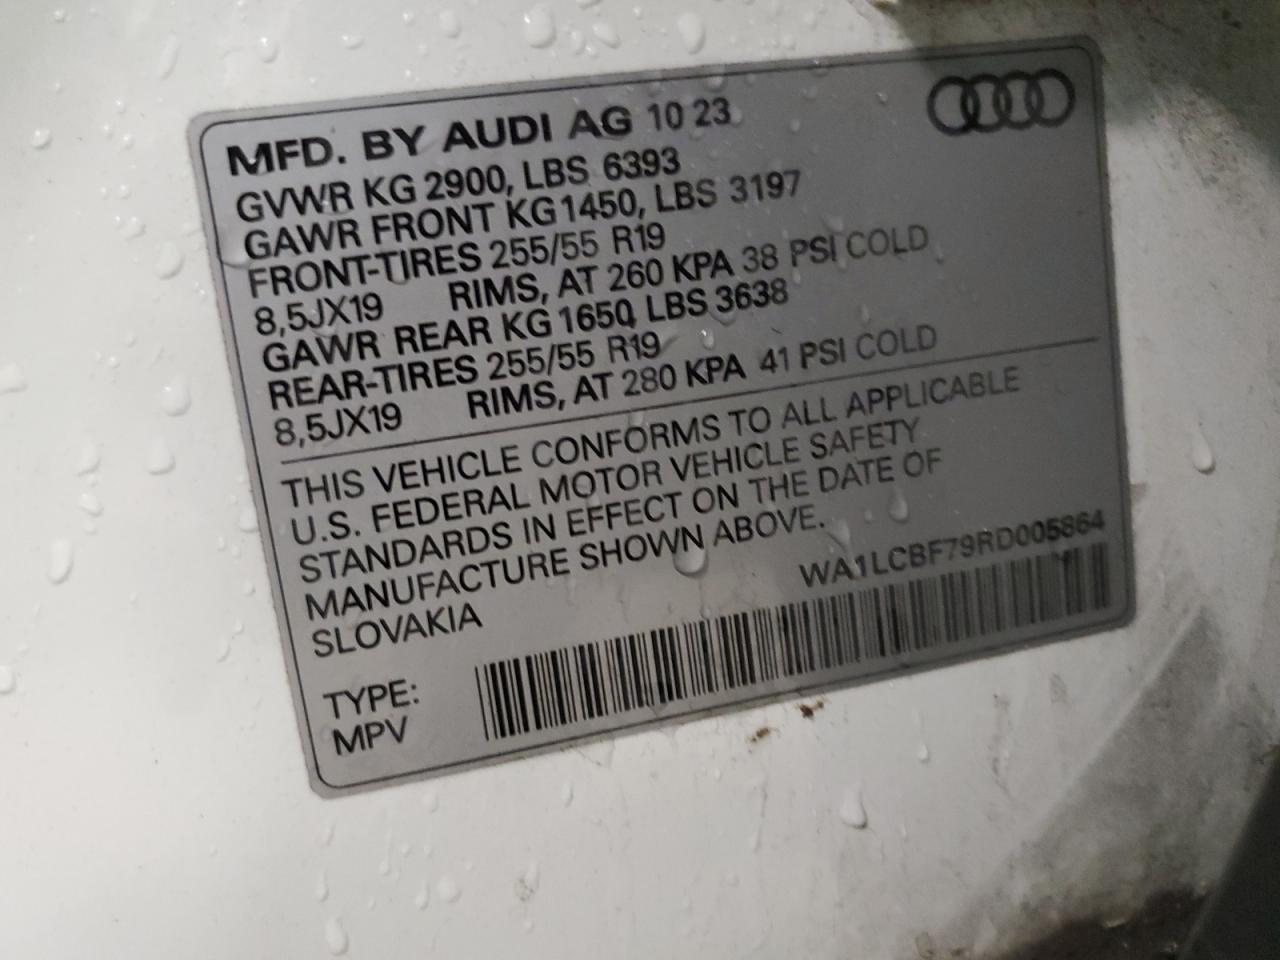 MFD. BY AUDI AG 10 23
GVWR KG 2900, LBS 6393
GAWR FRONT KG 1450, LBS 3197
FRONT-TIRES 255/55 R19
8,5JX19 RIMS, AT 260 KPA 38 PSI COLD
GAWR REAR KG 1650, LBS 3638
REAR-TIRES 255/55 R19
8,5JX19 RIMS, AT 280 KPA 41 PSI COLD
THIS VEHICLE CONFORMS TO ALL APPLICABLE
U.S. FEDERAL MOTOR VEHICLE SAFETY
STANDARDS IN EFFECT ON THE DATE OF
MANUFACTURE SHOWN ABOVE.
SLOVAKIA
WA1LCBF79RD005864
TYPE:
MPV